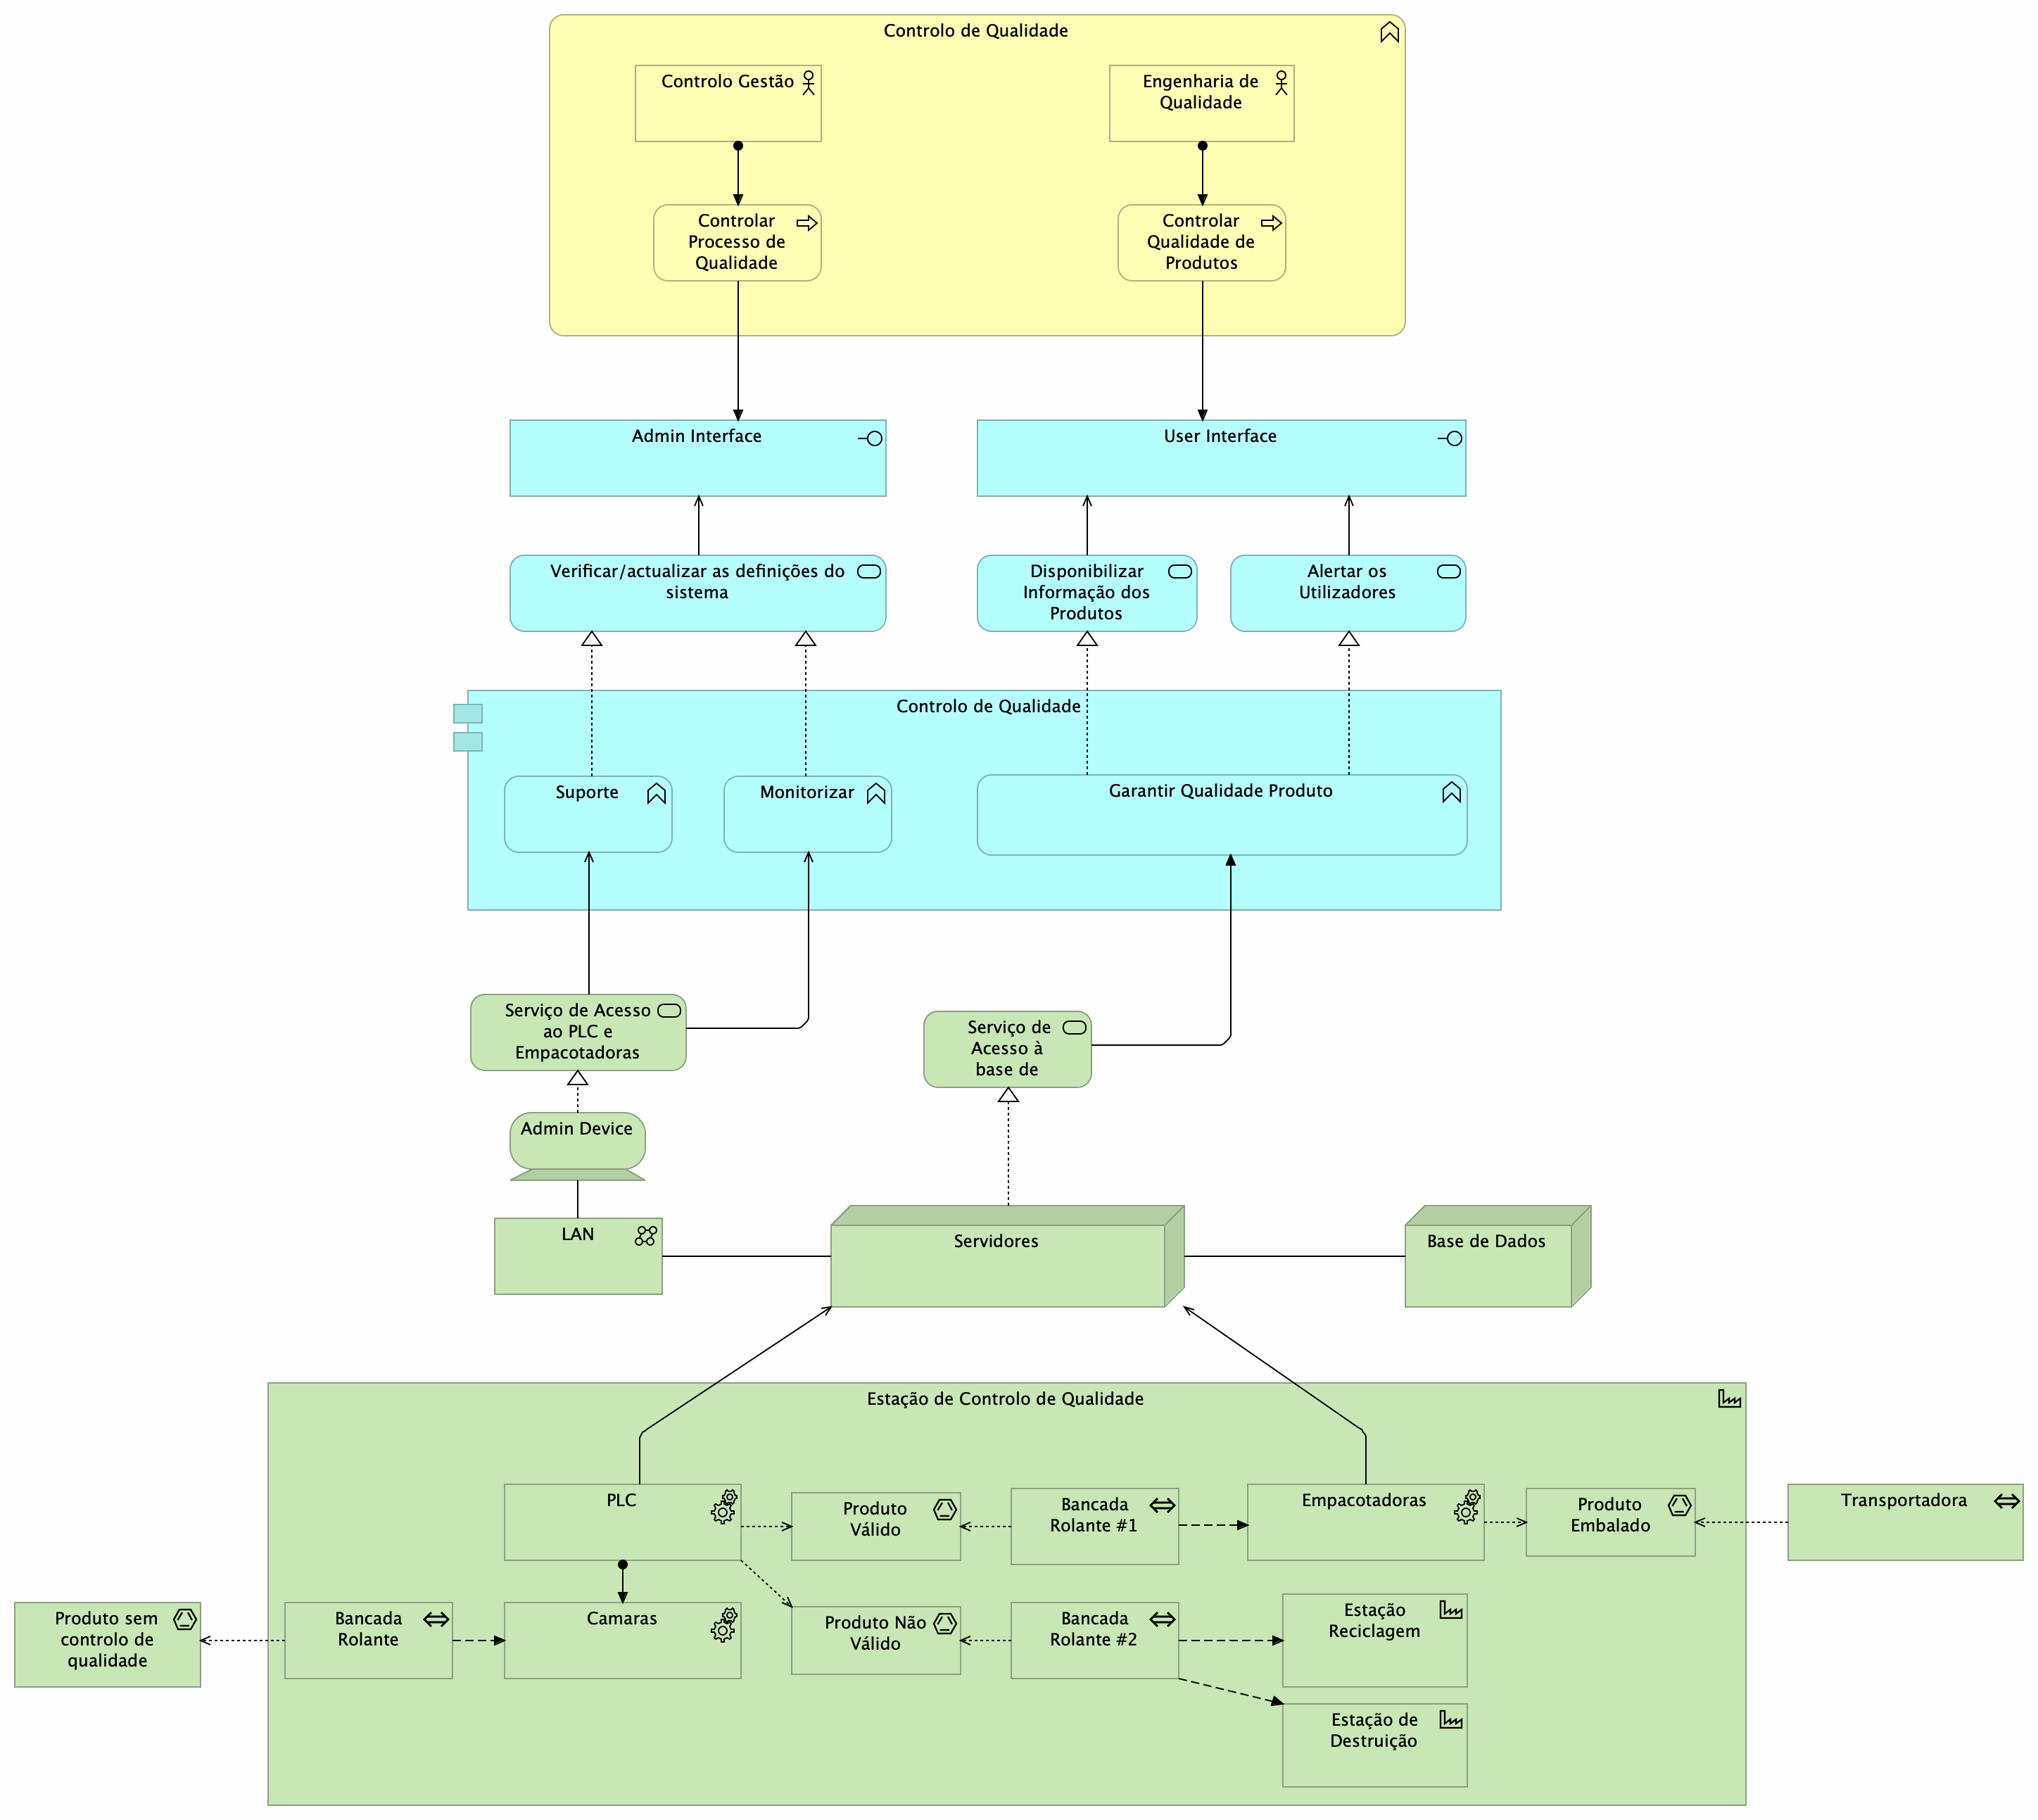 Controlo de Qualidade
Controlo Gestão
Engenharia de
Qualidade
Controlar
Processo de
Qualidade
Controlar
Qualidade de
Produtos
Admin Interface
User Interface
Verificar/actualizar as definições do
sistema
Disponibilizar
Informação dos
Produtos
Alertar os
Utilizadores
Controlo de Qualidade
Suporte
Monitorizar
Garantir Qualidade Produto
Serviço de Acesso
ao PLC e
Empacotadoras
Serviço de
Acesso à
base de
Admin Device
LAN
Servidores
Base de Dados
Estação de Controlo de Qualidade
PLC
Produto
Válido
Bancada
Rolante #1
Empacotadoras
Produto
Embalado
Transportadora
Produto sem
controlo de
qualidade
Bancada
Rolante
Camaras
Produto Não
Válido
Bancada
Rolante #2
Estação
Reciclagem
Estação de
Destruição